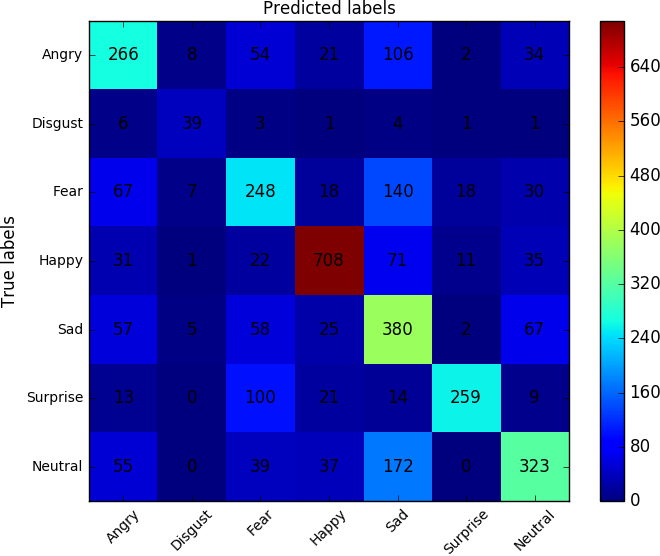 Predicted labels
True labels
Angry 266 8 54 21 106 2 34
Disgust 6 39 3 1 4 1 1
Fear 67 7 248 18 140 18 30
Happy 31 1 22 708 71 11 35
Sad 57 5 58 25 380 2 67
Surprise 13 0 100 21 14 259 9
Neutral 55 0 39 37 172 0 323
Angry Disgust Fear Happy Sad Surprise Neutral
640
560
480
400
320
240
160
80
0